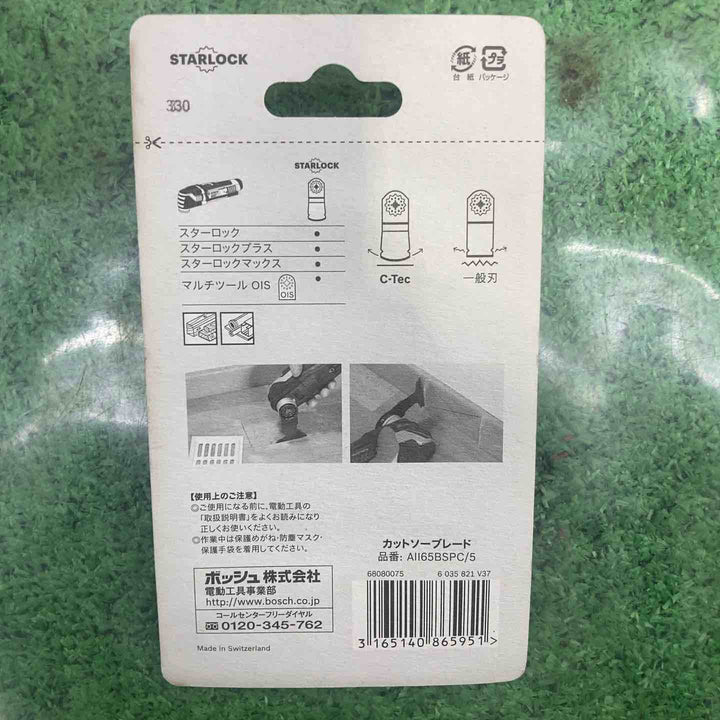 STARLOCK
330
紙
台紙
プラ
パッケージ
STARLOCK
スターロック
スターロックプラス
スターロックマックス
マルチツール OIS
OIS
C-Tec
一般刃
【使用上のご注意】
◎ご使用になる前に、電動工具の
「取扱説明書」をよくお読みになり
正しくお使いください。
◎作業中は保護めがね・防塵マスク・
保護手袋を着用してください。
ボッシュ株式会社
電動工具事業部
http://www.bosch.co.jp
コールセンターフリーダイヤル
0120-345-762
Made in Switzerland
カットソーブレード
品番: AII65BSPC/5
68080075 6 035 821 V37
3 165140 865951 >